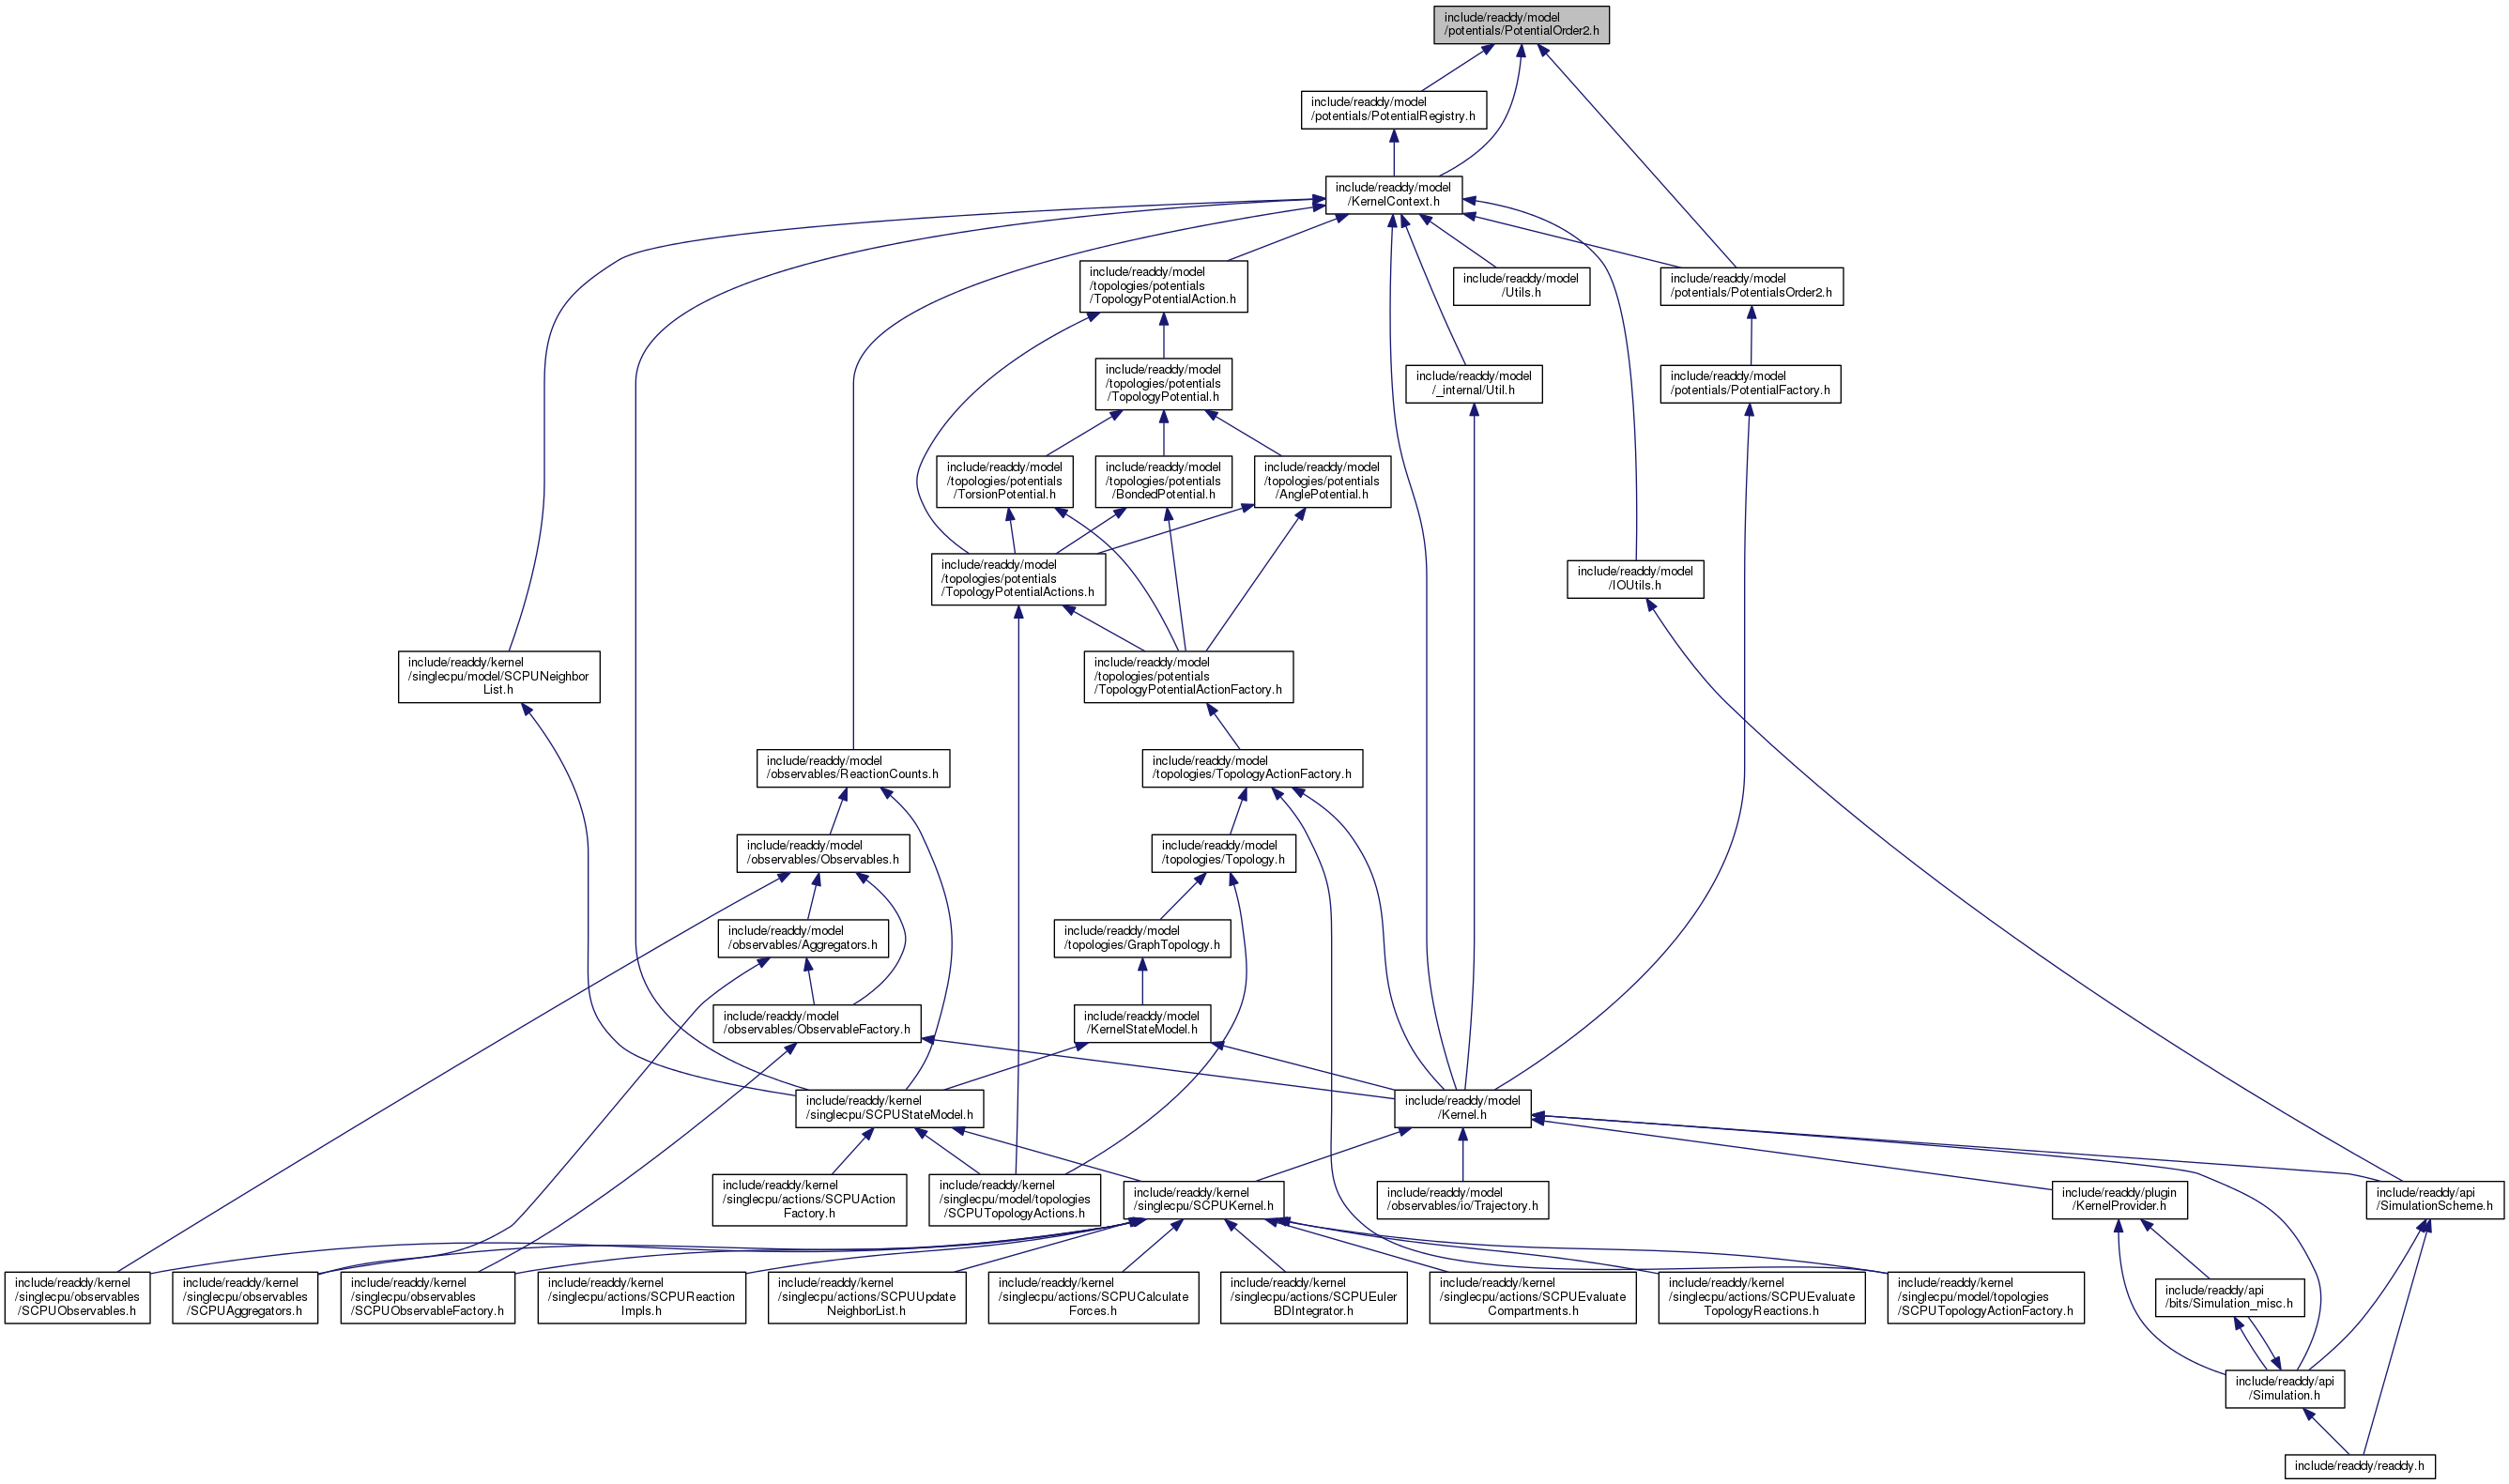 include/readdy/model
/potentials/PotentialOrder2.h
include/readdy/model
/potentials/PotentialRegistry.h
include/readdy/model
/KernelContext.h
include/readdy/model
/topologies/potentials
/TopologyPotentialAction.h
include/readdy/model
/Utils.h
include/readdy/model
/potentials/PotentialsOrder2.h
include/readdy/model
/topologies/potentials
/TopologyPotential.h
include/readdy/model
/_internal/Util.h
include/readdy/model
/potentials/PotentialFactory.h
include/readdy/model
/topologies/potentials
/TorsionPotential.h
include/readdy/model
/topologies/potentials
/BondedPotential.h
include/readdy/model
/topologies/potentials
/AnglePotential.h
include/readdy/model
/topologies/potentials
/TopologyPotentialActions.h
include/readdy/model
/IOUtils.h
include/readdy/kernel
/singlecpu/model/SCPUNeighbor
List.h
include/readdy/model
/topologies/potentials
/TopologyPotentialActionFactory.h
include/readdy/model
/observables/ReactionCounts.h
include/readdy/model
/topologies/TopologyActionFactory.h
include/readdy/model
/observables/Observables.h
include/readdy/model
/topologies/Topology.h
include/readdy/model
/observables/Aggregators.h
include/readdy/model
/topologies/GraphTopology.h
include/readdy/model
/observables/ObservableFactory.h
include/readdy/model
/KernelStateModel.h
include/readdy/kernel
/singlecpu/SCPUStateModel.h
include/readdy/model
/Kernel.h
include/readdy/kernel
/singlecpu/actions/SCPUAction
Factory.h
include/readdy/kernel
/singlecpu/model/topologies
/SCPUTopologyActions.h
include/readdy/kernel
/singlecpu/SCPUKernel.h
include/readdy/model
/observables/io/Trajectory.h
include/readdy/plugin
/KernelProvider.h
include/readdy/api
/SimulationScheme.h
include/readdy/kernel
/singlecpu/observables
/SCPUObservables.h
include/readdy/kernel
/singlecpu/observables
/SCPUAggregators.h
include/readdy/kernel
/singlecpu/observables
/SCPUObservableFactory.h
include/readdy/kernel
/singlecpu/actions/SCPUReaction
Impls.h
include/readdy/kernel
/singlecpu/actions/SCPUUpdate
NeighborList.h
include/readdy/kernel
/singlecpu/actions/SCPUCalculate
Forces.h
include/readdy/kernel
/singlecpu/actions/SCPUEuler
BDIntegrator.h
include/readdy/kernel
/singlecpu/actions/SCPUEvaluate
Compartments.h
include/readdy/kernel
/singlecpu/actions/SCPUEvaluate
TopologyReactions.h
include/readdy/kernel
/singlecpu/model/topologies
/SCPUTopologyActionFactory.h
include/readdy/api
/bits/Simulation_misc.h
include/readdy/api
/Simulation.h
include/readdy/readdy.h